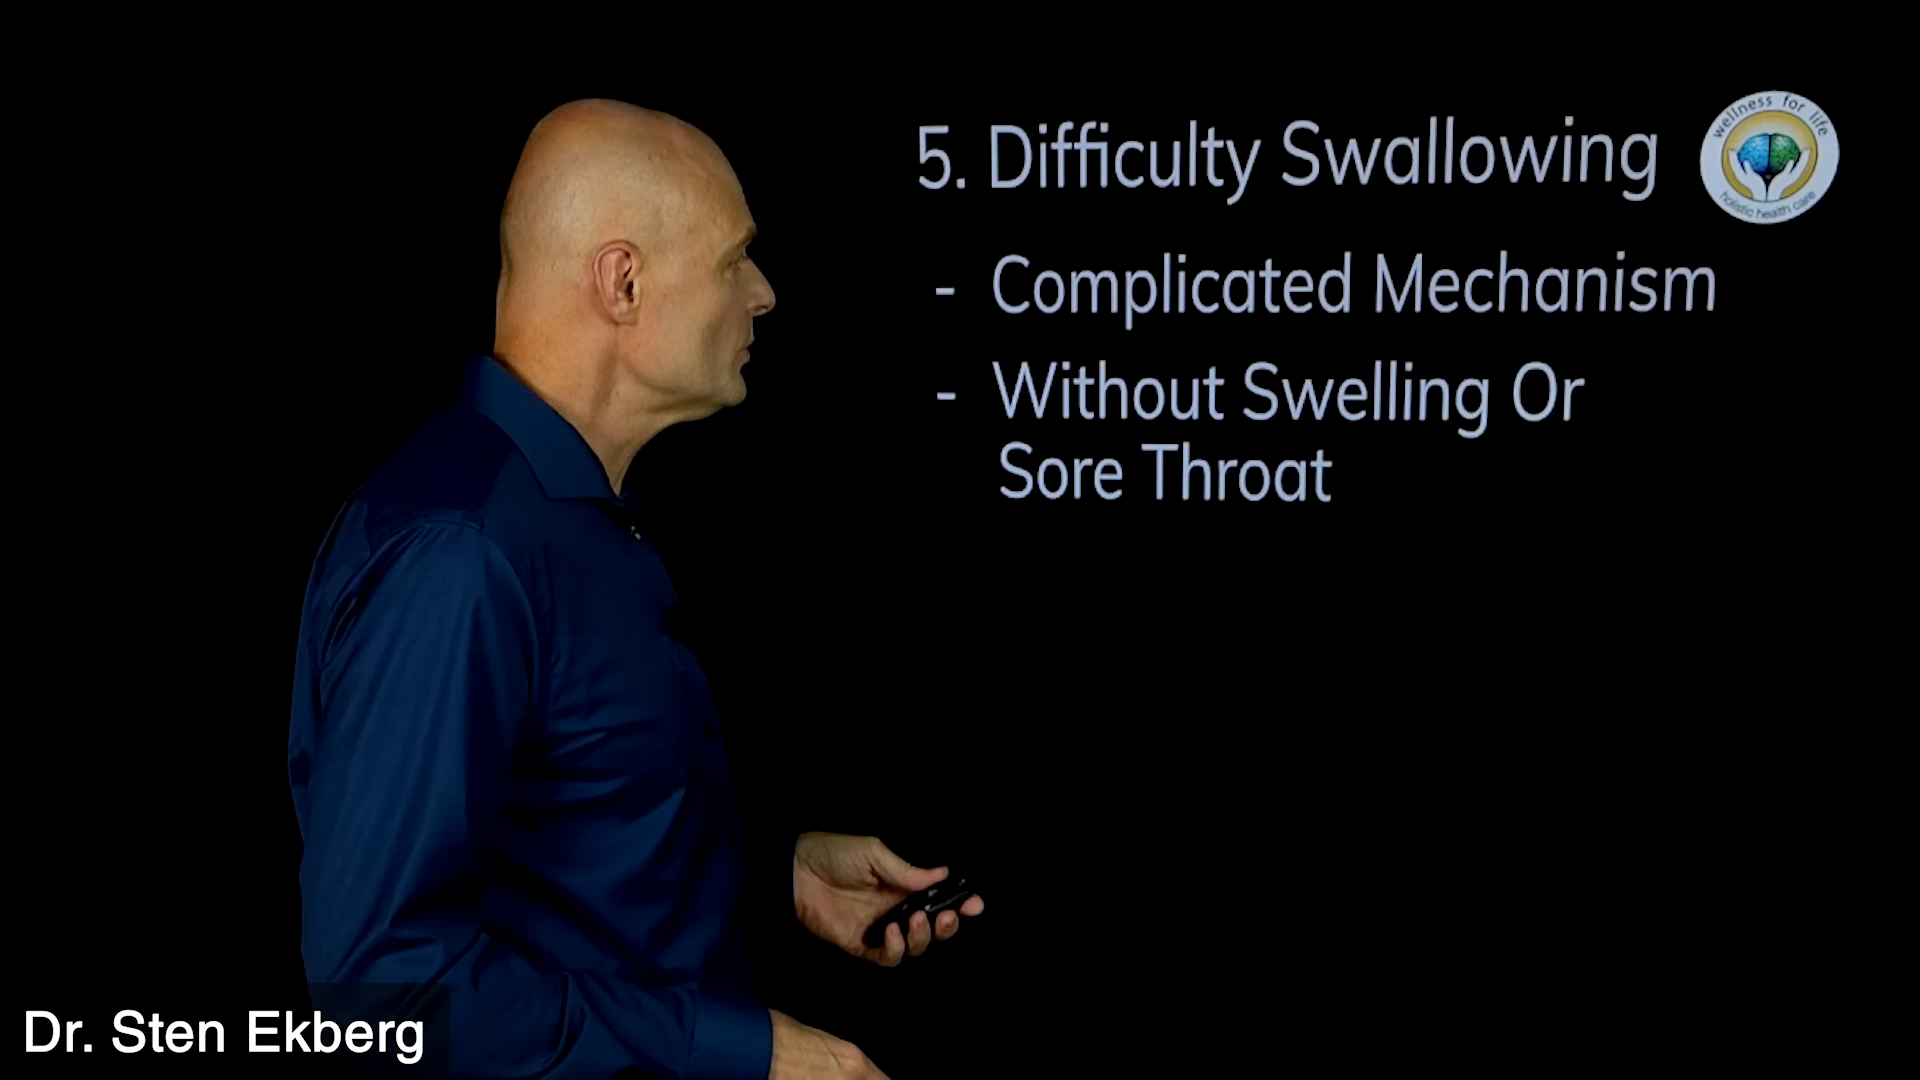 5. Difficulty Swallowing
wellness for life
holistic health care
- Complicated Mechanism
- Without Swelling Or
Sore Throat
Dr. Sten Ekberg